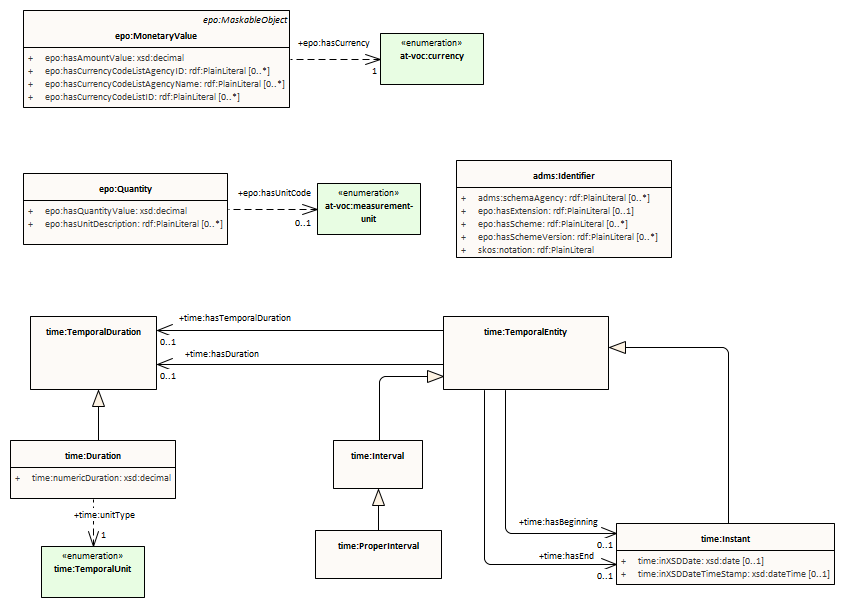 epo:MaskableObject
epo:MonetaryValue
+ epo:hasAmountValue: xsd:decimal
+ epo:hasCurrencyCodeListAgencyID: rdf:PlainLiteral [0..*]
+ epo:hasCurrencyCodeListAgencyName: rdf:PlainLiteral [0..*]
+ epo:hasCurrencyCodeListID: rdf:PlainLiteral [0..*]
+epo:hasCurrency
1
«enumeration»
at-voc:currency
epo:Quantity
+ epo:hasQuantityValue: xsd:decimal
+ epo:hasUnitDescription: rdf:PlainLiteral [0..*]
+epo:hasUnitCode
0..1
«enumeration»
at-voc:measurement-
unit
adms:Identifier
+ adms:schemaAgency: rdf:PlainLiteral [0..*]
+ epo:hasExtension: rdf:PlainLiteral [0..1]
+ epo:hasScheme: rdf:PlainLiteral [0..*]
+ epo:hasSchemeVersion: rdf:PlainLiteral [0..*]
+ skos:notation: rdf:PlainLiteral
time:TemporalDuration
+time:hasTemporalDuration
0..1
+time:hasDuration
0..1
time:TemporalEntity
time:Duration
+ time:numericDuration: xsd:decimal
+time:unitType
1
«enumeration»
time:TemporalUnit
time:Interval
time:ProperInterval
+time:hasBeginning
0..1
+time:hasEnd
0..1
time:Instant
+ time:inXSDDate: xsd:date [0..1]
+ time:inXSDDateTimeStamp: xsd:dateTime [0..1]